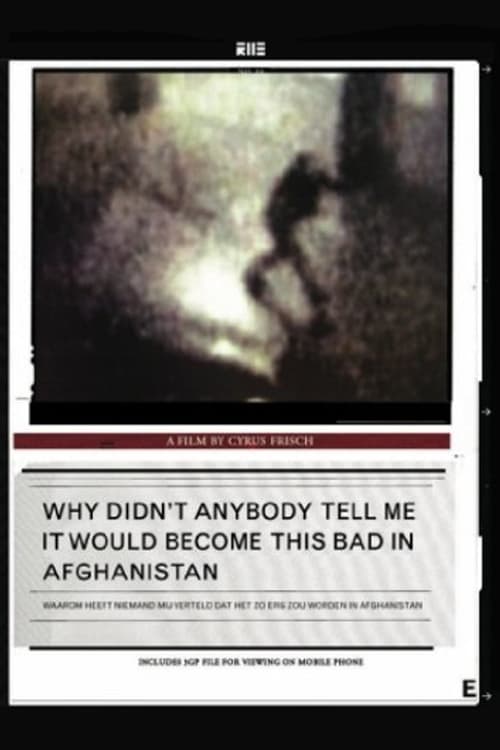 A FILM BY CYRUS FRISCH
WHY DIDN'T ANYBODY TELL ME
IT WOULD BECOME THIS BAD IN
AFGHANISTAN
WAAROM HEEFT NIEMAND MIJ VERTELD DAT HET ZO ERG ZOU WORDEN IN AFGHANISTAN
INCLUDES 3GP FILE FOR VIEWING ON MOBILE PHONE
E